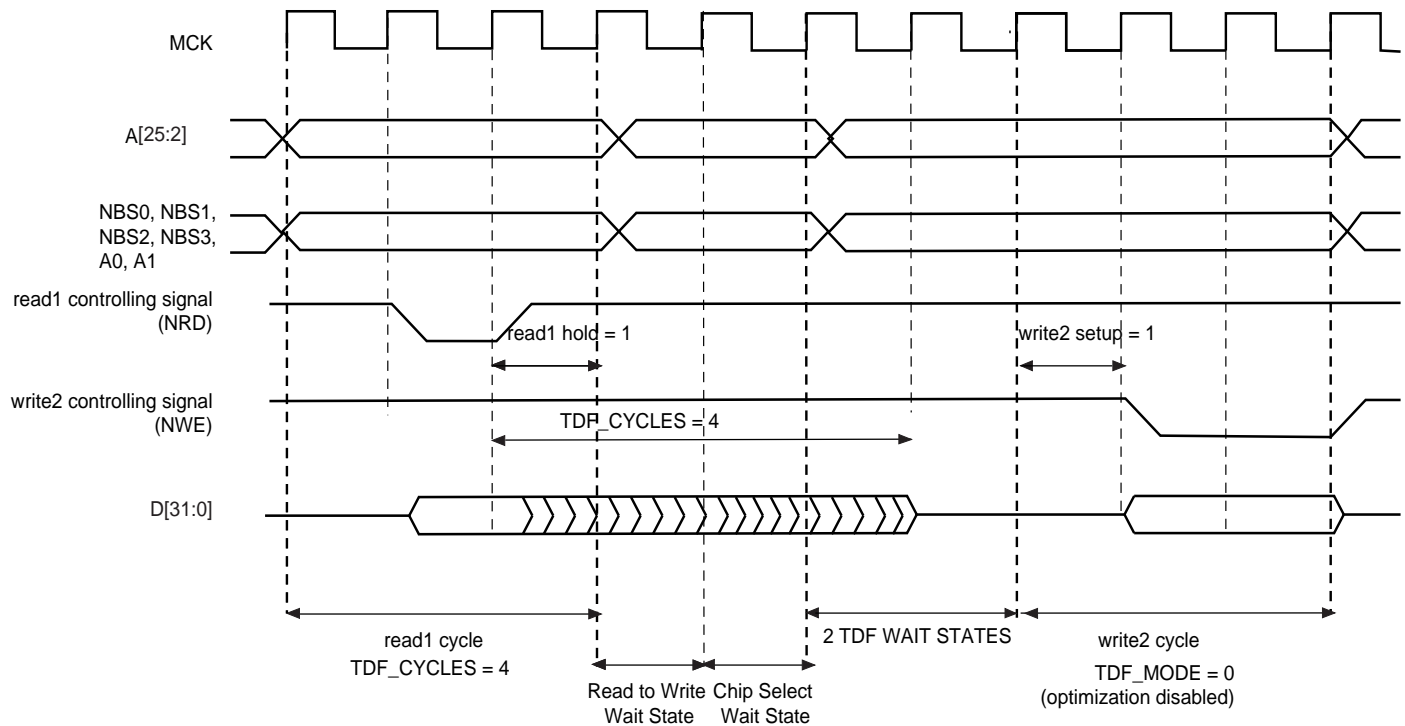 MCK
A[25:2]
NBS0, NBS1,
NBS2, NBS3,
A0, A1
read1 controlling signal
(NRD)
read1 hold = 1
write2 setup = 1
write2 controlling signal
(NWE)
TDF_CYCLES = 4
D[31:0]
read1 cycle
TDF_CYCLES = 4
2 TDF WAIT STATES
write2 cycle
TDF_MODE = 0
(optimization disabled)
Read to Write
Wait State
Chip Select
Wait State